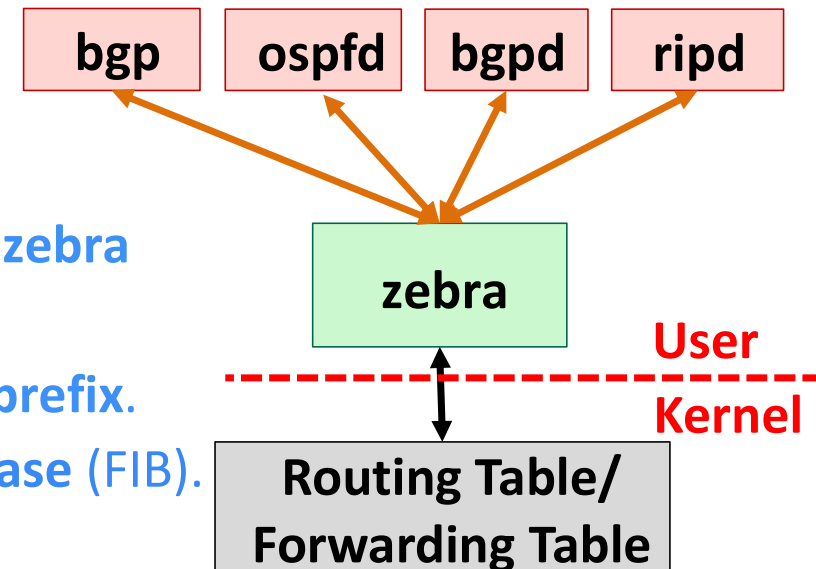 bgp ospfd bgpd ripd
zebra
zebra
User
prefix.
Kernel
ase (FIB).
Routing Table/
Forwarding Table